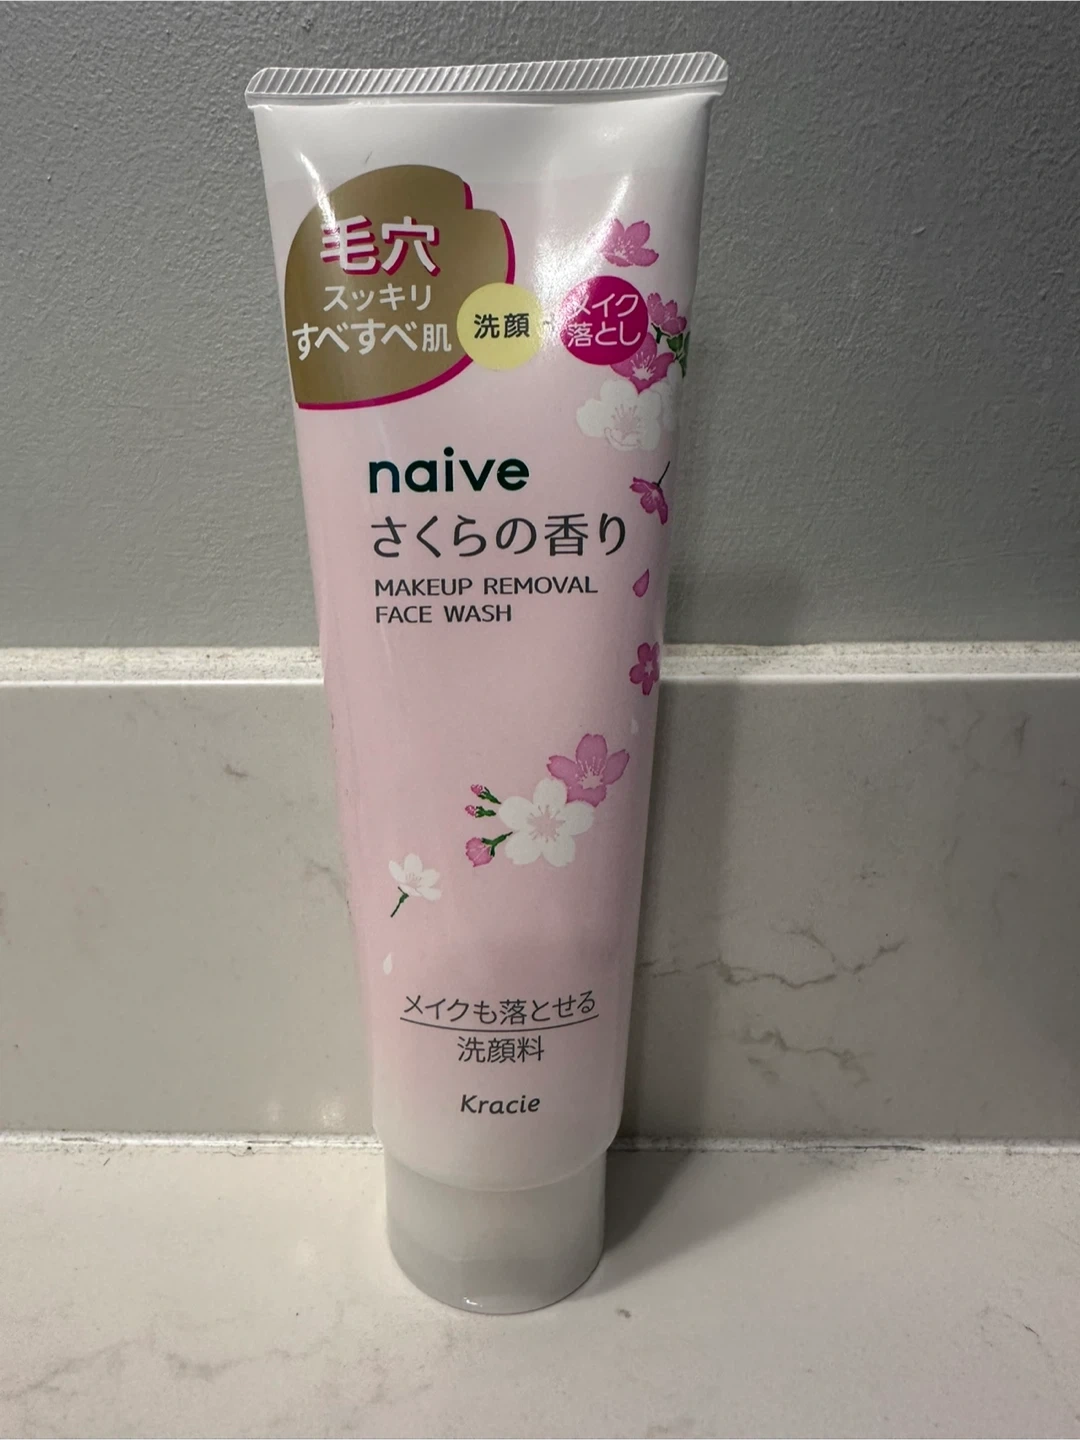 毛穴
スッキリ
すべすべ肌
洗顔
メイク
落とし
naive
さくらの香り
MAKEUP REMOVAL
FACE WASH
メイクも落とせる
洗顔料
Kracie